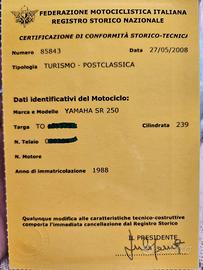 FEDERAZIONE MOTOCICLISTICA ITALIANA
REGISTRO STORICO NAZIONALE
CERTIFICAZIONE DI CONFORMITÀ STORICO-TECNIC
Numero 85843 Data 27/05/2008
Tipologia TURISMO - POSTCLASSICA
Dati identificativi del Motociclo:
Marca e Modello YAMAHA SR 250
Targa TO Cilindrata 239
N. Telaio
N. Motore
Anno di immatricolazione 1988
Qualunque modifica alle caratteristiche tecnico-costruttive
comporta l'immediata cancellazione dal Registro Storico
IL PRESIDENTE